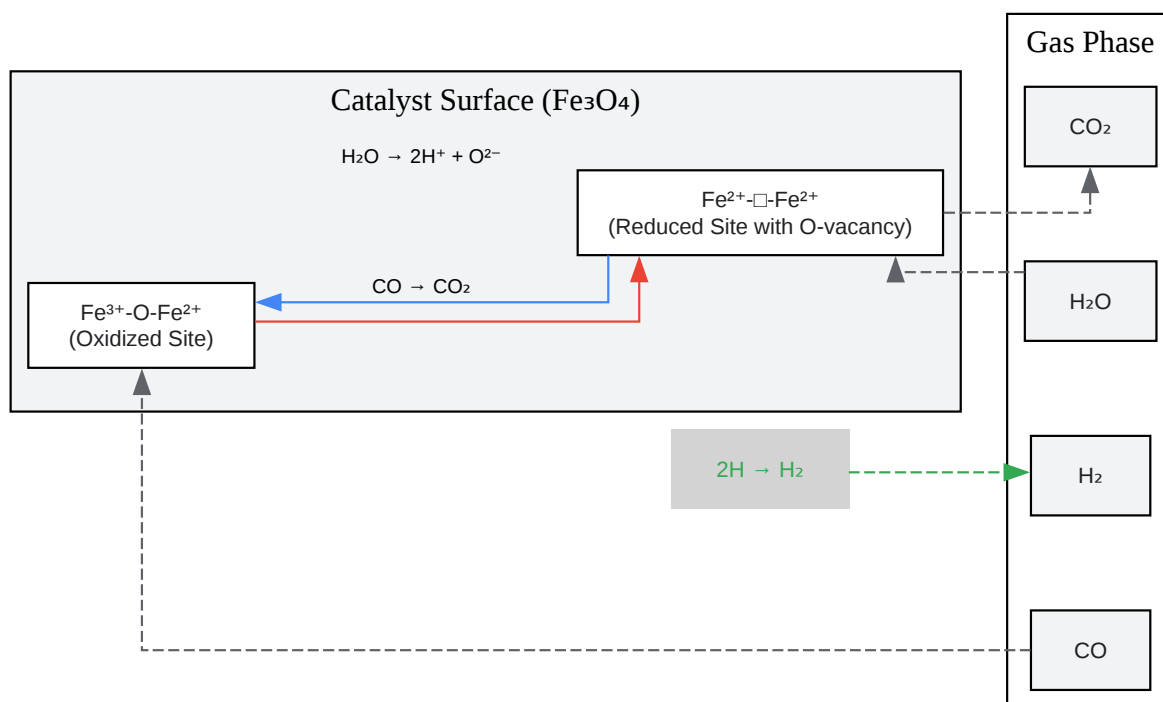 Gas Phase
Catalyst Surface (Fe₃O₄)
CO₂
H₂O → 2H⁺ + O²⁻
Fe²⁺-□-Fe²⁺
(Reduced Site with O-vacancy)
CO → CO₂
H₂O
Fe³⁺-O-Fe²⁺
(Oxidized Site)
2H → H₂
H₂
CO